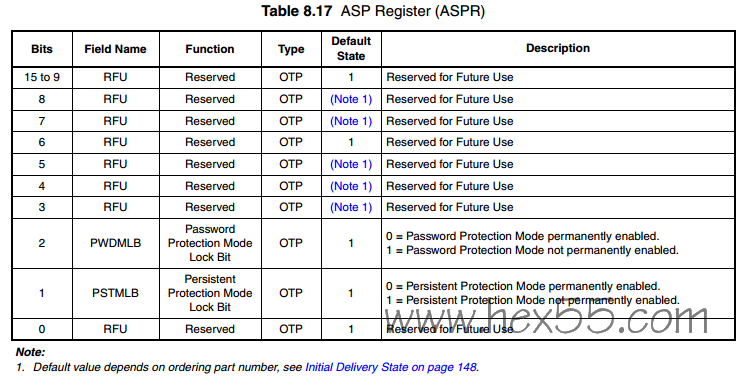 Table 8.17 ASP Register (ASPR)
Bits Field Name Function Type Default State Description
15 to 9 RFU Reserved OTP 1 Reserved for Future Use
8 RFU Reserved OTP (Note 1) Reserved for Future Use
7 RFU Reserved OTP (Note 1) Reserved for Future Use
6 RFU Reserved OTP 1 Reserved for Future Use
5 RFU Reserved OTP (Note 1) Reserved for Future Use
4 RFU Reserved OTP (Note 1) Reserved for Future Use
3 RFU Reserved OTP (Note 1) Reserved for Future Use
2 PWDMLB Password Protection Mode Lock Bit OTP 1 0 = Password Protection Mode permanently enabled.
1 = Password Protection Mode not permanently enabled.
1 PSTMLB Persistent Protection Mode Lock Bit OTP 1 0 = Persistent Protection Mode permanently enabled.
1 = Persistent Protection Mode not permanently enabled.
0 RFU Reserved OTP 1 Reserved for Future Use
www.hex55.com
Note:
1. Default value depends on ordering part number, see Initial Delivery State on page 148.